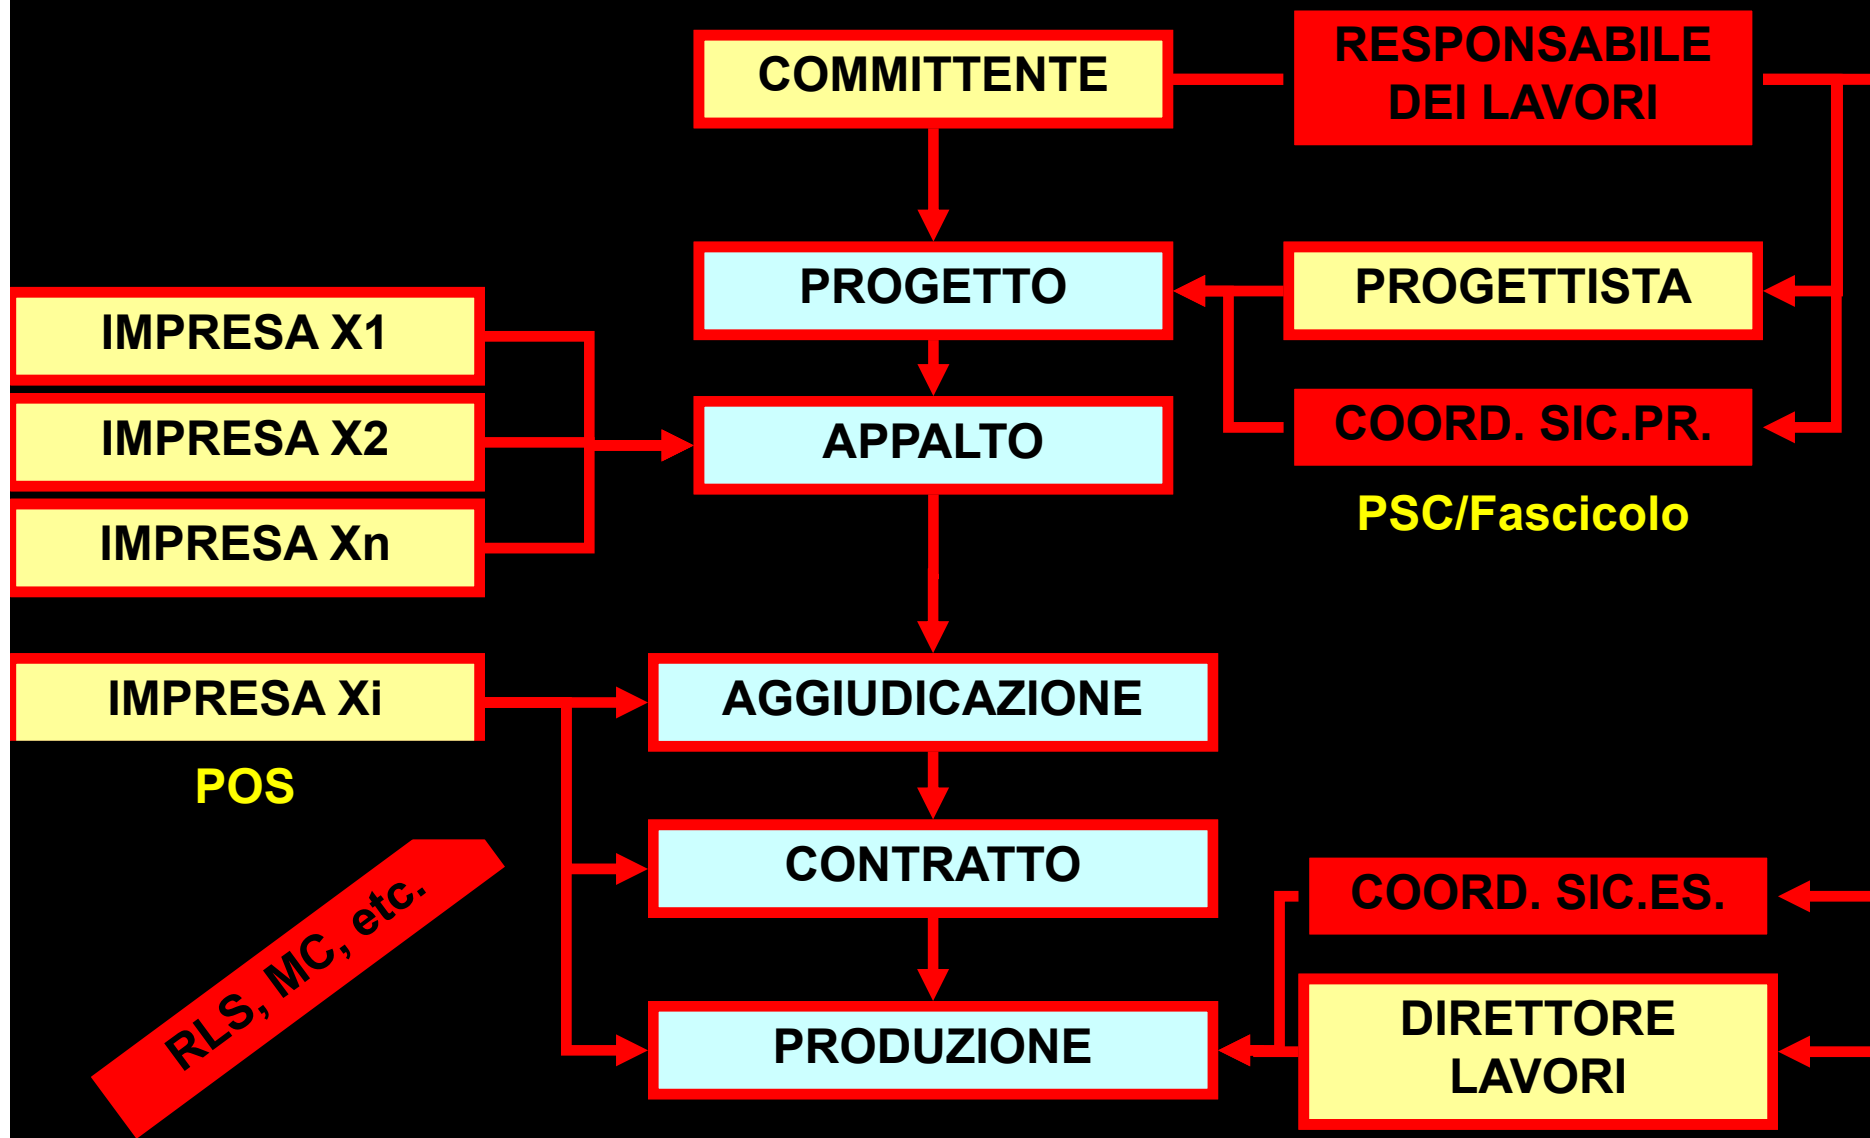 COMMITTENTE
RESPONSABILE
DEI LAVORI
PROGETTO
PROGETTISTA
IMPRESA X1
IMPRESA X2
IMPRESA Xn
APPALTO
COORD. SIC.PR.
PSC/Fascicolo
IMPRESA Xi
POS
AGGIUDICAZIONE
CONTRATTO
COORD. SIC.ES.
RLS, MC, etc.
PRODUZIONE
DIRETTORE
LAVORI